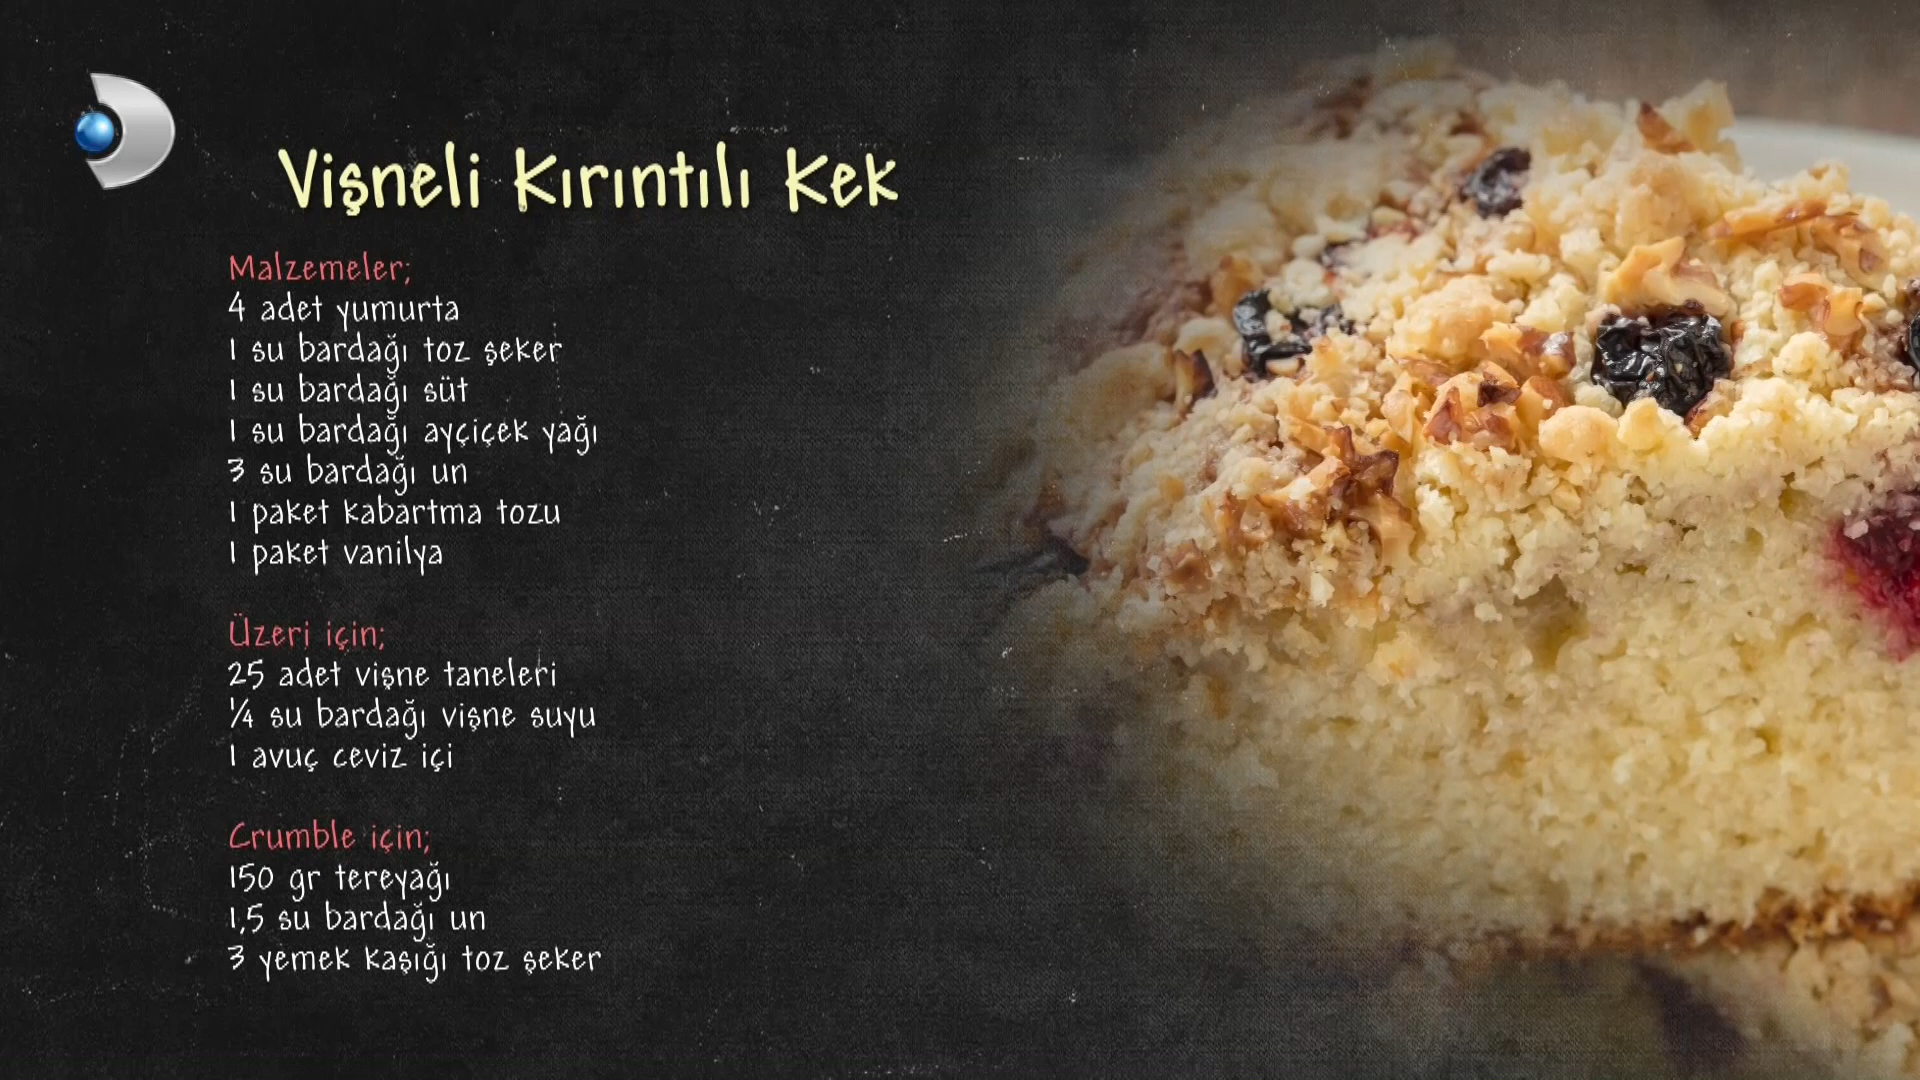 Vişneli Kırıntılı Kek
Malzemeler;
4 adet yumurta
1 su bardağı toz şeker
1 su bardağı süt
1 su bardağı ayçiçek yağı
3 su bardağı un
1 paket kabartma tozu
1 paket vanilya
Üzeri için;
25 adet vişne taneleri
¼ su bardağı vişne suyu
1 avuç ceviz içi
Crumble için;
150 gr tereyağı
1,5 su bardağı un
3 yemek kaşığı toz şeker